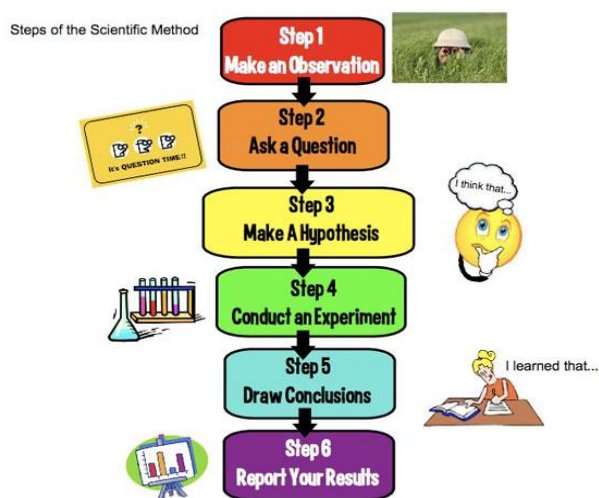 Steps of the Scientific Method
Step 1
Make an Observation
Step 2
Ask a Question
?
It's QUESTION TIME!!
Step 3
Make A Hypothesis
I think that...
Step 4
Conduct an Experiment
Step 5
Draw Conclusions
I learned that...
Step 6
Report Your Results